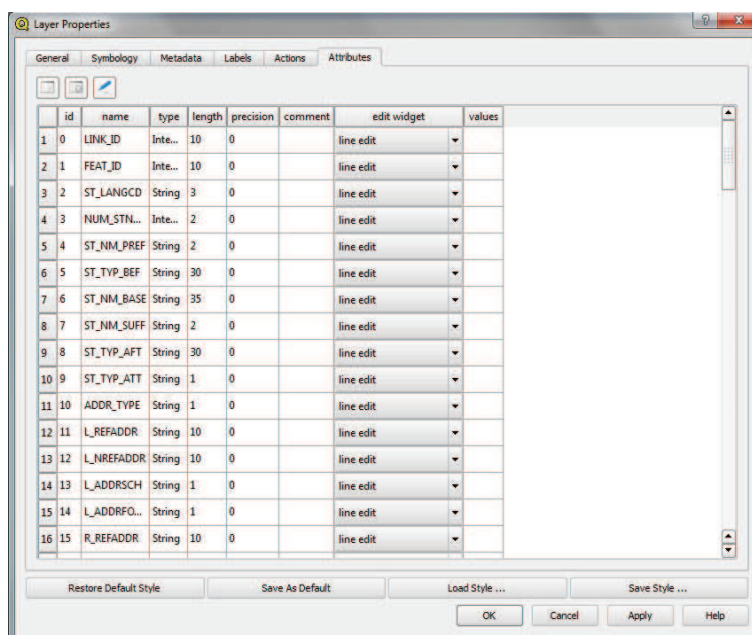 Layer Properties
General Symbology Metadata Labels Actions Attributes
id name type length precision comment edit widget values
1 0 LINK_ID Inte... 10 0 line edit
2 1 FEAT_ID Inte... 10 0 line edit
3 2 ST_LANGCD String 3 0 line edit
4 3 NUM_STN... Inte... 2 0 line edit
5 4 ST_NM_PREF String 2 0 line edit
6 5 ST_TYP_BEF String 30 0 line edit
7 6 ST_NM_BASE String 35 0 line edit
8 7 ST_NM_SUFF String 2 0 line edit
9 8 ST_TYP_AFT String 30 0 line edit
10 9 ST_TYP_ATT String 1 0 line edit
11 10 ADDR_TYPE String 1 0 line edit
12 11 L_REFADDR String 10 0 line edit
13 12 L_NREFADDR String 10 0 line edit
14 13 L_ADDRSCH String 1 0 line edit
15 14 L_ADDRFO... String 1 0 line edit
16 15 R_REFADDR String 10 0 line edit
Restore Default Style Save As Default Load Style ... Save Style ...
OK Cancel Apply Help